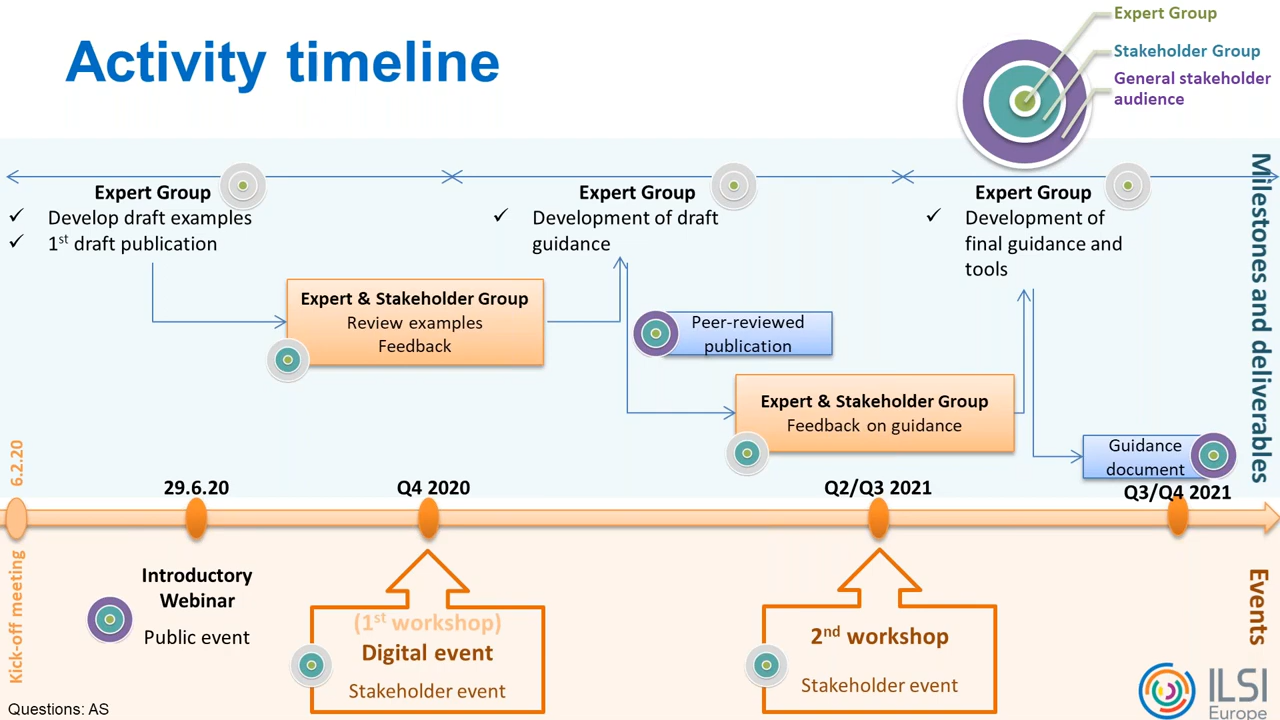 Activity timeline
Expert Group
Stakeholder Group
General stakeholder
audience
Expert Group
✓ Develop draft examples
✓ 1st draft publication
Expert Group
✓ Development of draft
guidance
Expert Group
✓ Development of
final guidance and
tools
Milestones and deliverables
Expert & Stakeholder Group
Review examples
Feedback
Peer-reviewed
publication
Expert & Stakeholder Group
Feedback on guidance
Guidance
document
6.2.20
29.6.20
Q4 2020
Q2/Q3 2021
Q3/Q4 2021
Kick-off meeting
Introductory
Webinar
Public event
(1st workshop)
Digital event
Stakeholder event
2nd workshop
Stakeholder event
Events
Questions: AS
ILSI
Europe